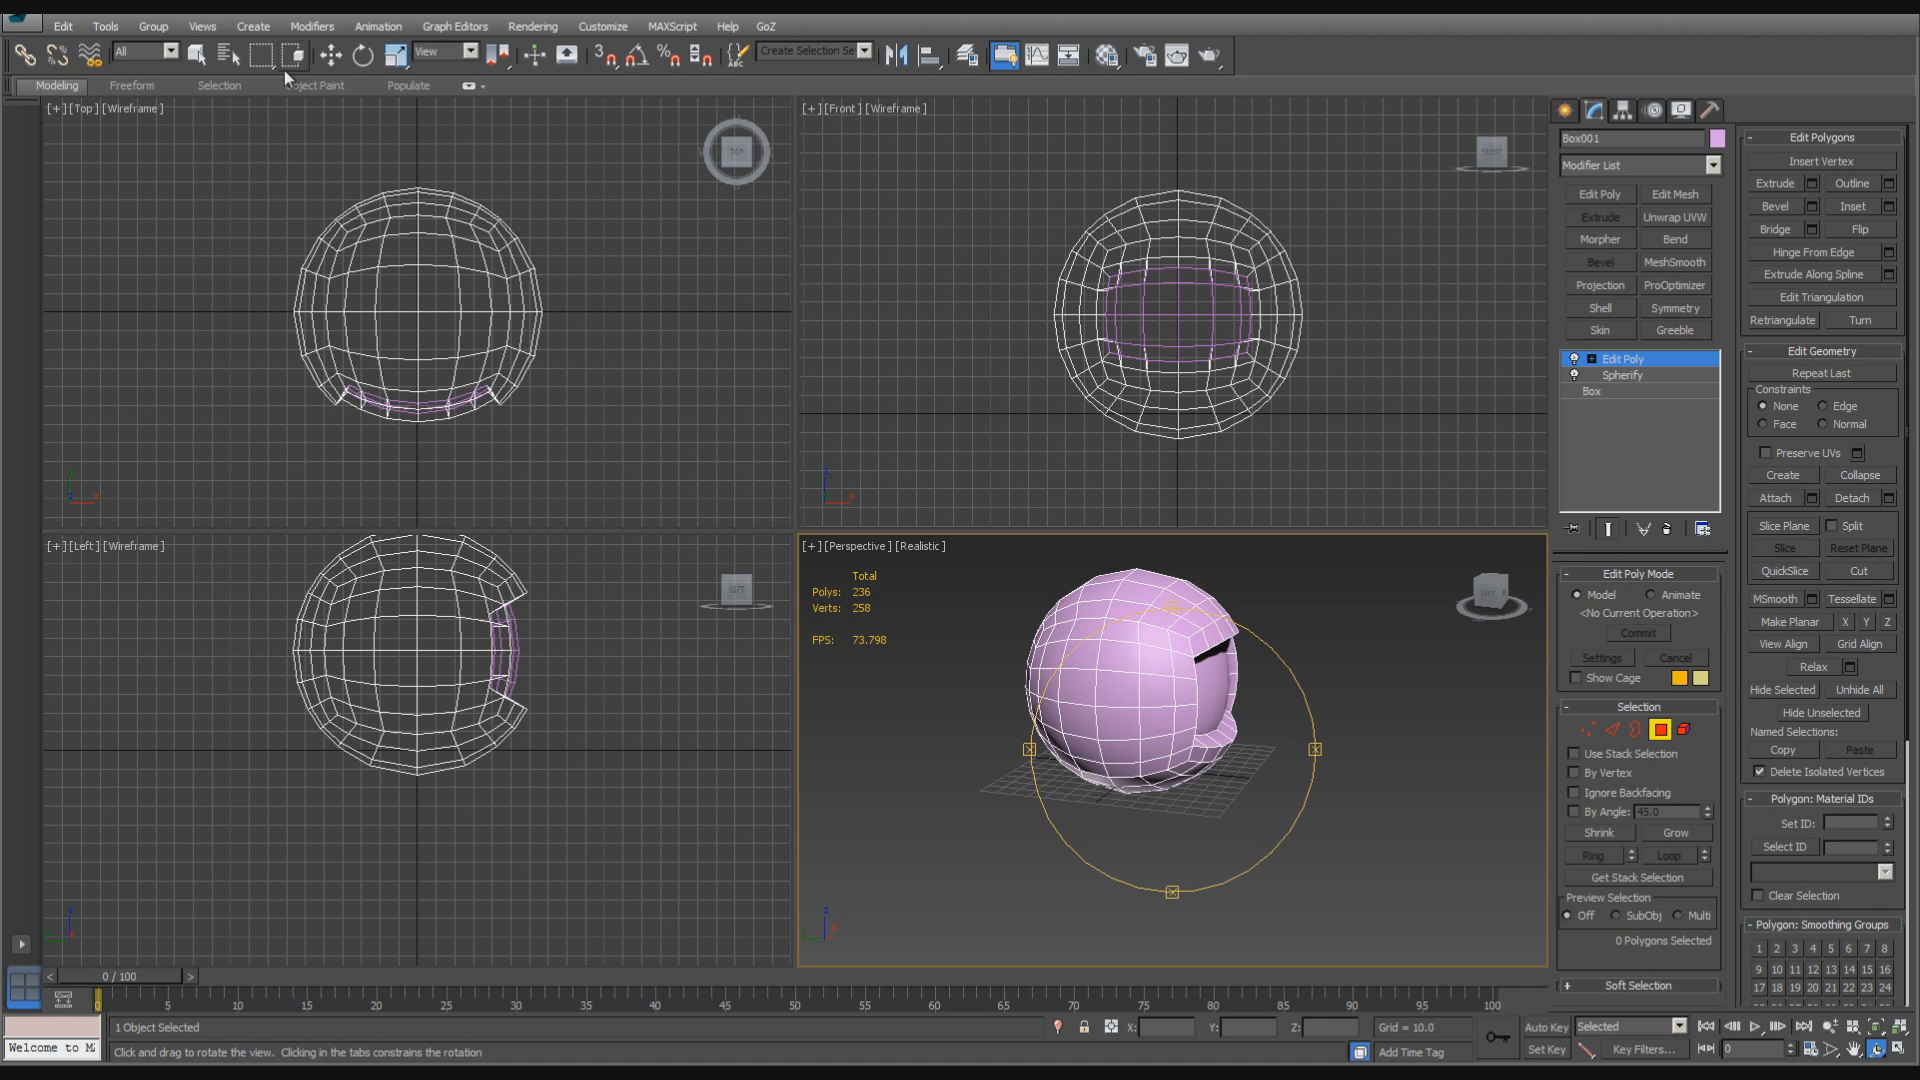 Edit Tools Group Views Create Modifiers Animation Graph Editors Rendering Customize MAXScript Help GoZ
All View 3 Create Selection Se ABC
Modeling Freeform Selection Object Paint Populate
[+] [Top] [Wireframe]
TOP
[+] [Front] [Wireframe]
FRONT
[+] [Left] [Wireframe]
LEFT
[+] [Perspective] [Realistic]
Total
Polys: 236
Verts: 258
FPS: 73.798
Box001
Modifier List
Edit Poly Edit Mesh
Extrude Unwrap UVW
Morpher Bend
Bevel MeshSmooth
Projection ProOptimizer
Shell Symmetry
Skin Greeble
Edit Poly
Spherify
Box
Edit Poly Mode
Model Animate
<No Current Operation>
Commit
Settings Cancel
Show Cage
Selection
Use Stack Selection
By Vertex
Ignore Backfacing
By Angle: 45.0
Shrink Grow
Ring Loop
Get Stack Selection
Preview Selection
Off SubObj Multi
0 Polygons Selected
Soft Selection
Edit Polygons
Insert Vertex
Extrude Outline
Bevel Inset
Bridge Flip
Hinge From Edge
Extrude Along Spline
Edit Triangulation
Retriangulate Turn
Edit Geometry
Repeat Last
Constraints
None Edge
Face Normal
Preserve UVs
Create Collapse
Attach Detach
Slice Plane Split
Slice Reset Plane
QuickSlice Cut
MSmooth Tessellate
Make Planar X Y Z
View Align Grid Align
Relax
Hide Selected Unhide All
Hide Unselected
Named Selections:
Copy Paste
Delete Isolated Vertices
Polygon: Material IDs
Set ID:
Select ID
Clear Selection
Polygon: Smoothing Groups
1 2 3 4 5 6 7 8
9 10 11 12 13 14 15 16
17 18 19 20 21 22 23 24
< 0 / 100 >
5 10 15 20 25 30 35 40 45 50 55 60 65 70 75 80 85 90 95 100
1 Object Selected X: Y: Z: Grid = 10.0 Auto Key Selected
Welcome to M
Click and drag to rotate the view. Clicking in the tabs constrains the rotation Add Time Tag Set Key Key Filters... 0